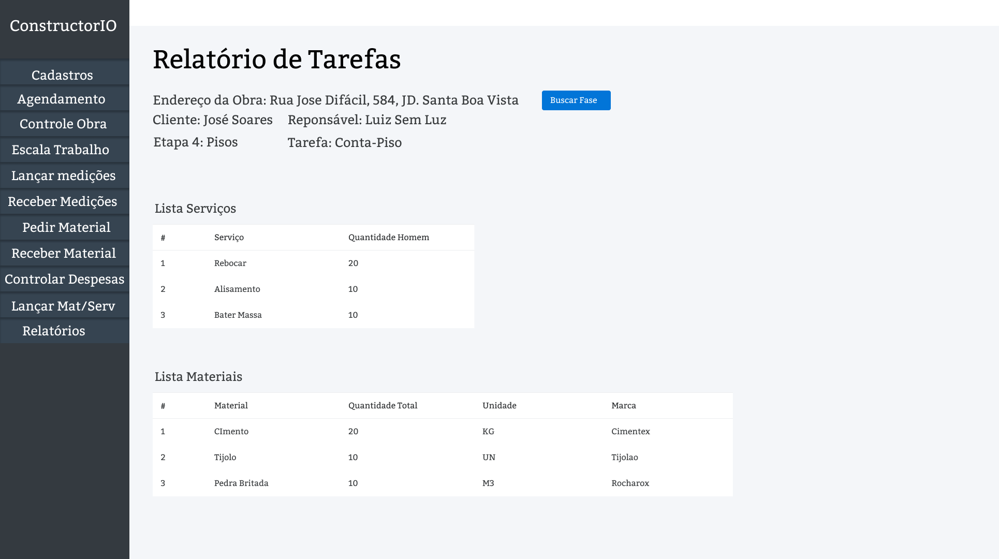 ConstructorIO
Cadastros
Agendamento
Controle Obra
Escala Trabalho
Lançar medições
Receber Medições
Pedir Material
Receber Material
Controlar Despesas
Lançar Mat/Serv
Relatórios
Relatório de Tarefas
Endereço da Obra: Rua Jose Difácil, 584, JD. Santa Boa Vista
Buscar Fase
Cliente: José Soares Reponsável: Luiz Sem Luz
Etapa 4: Pisos Tarefa: Conta-Piso
Lista Serviços
# Serviço Quantidade Homem
1 Rebocar 20
2 Alisamento 10
3 Bater Massa 10
Lista Materiais
# Material Quantidade Total Unidade Marca
1 CImento 20 KG Cimentex
2 Tijolo 10 UN Tijolao
3 Pedra Britada 10 M3 Rocharox